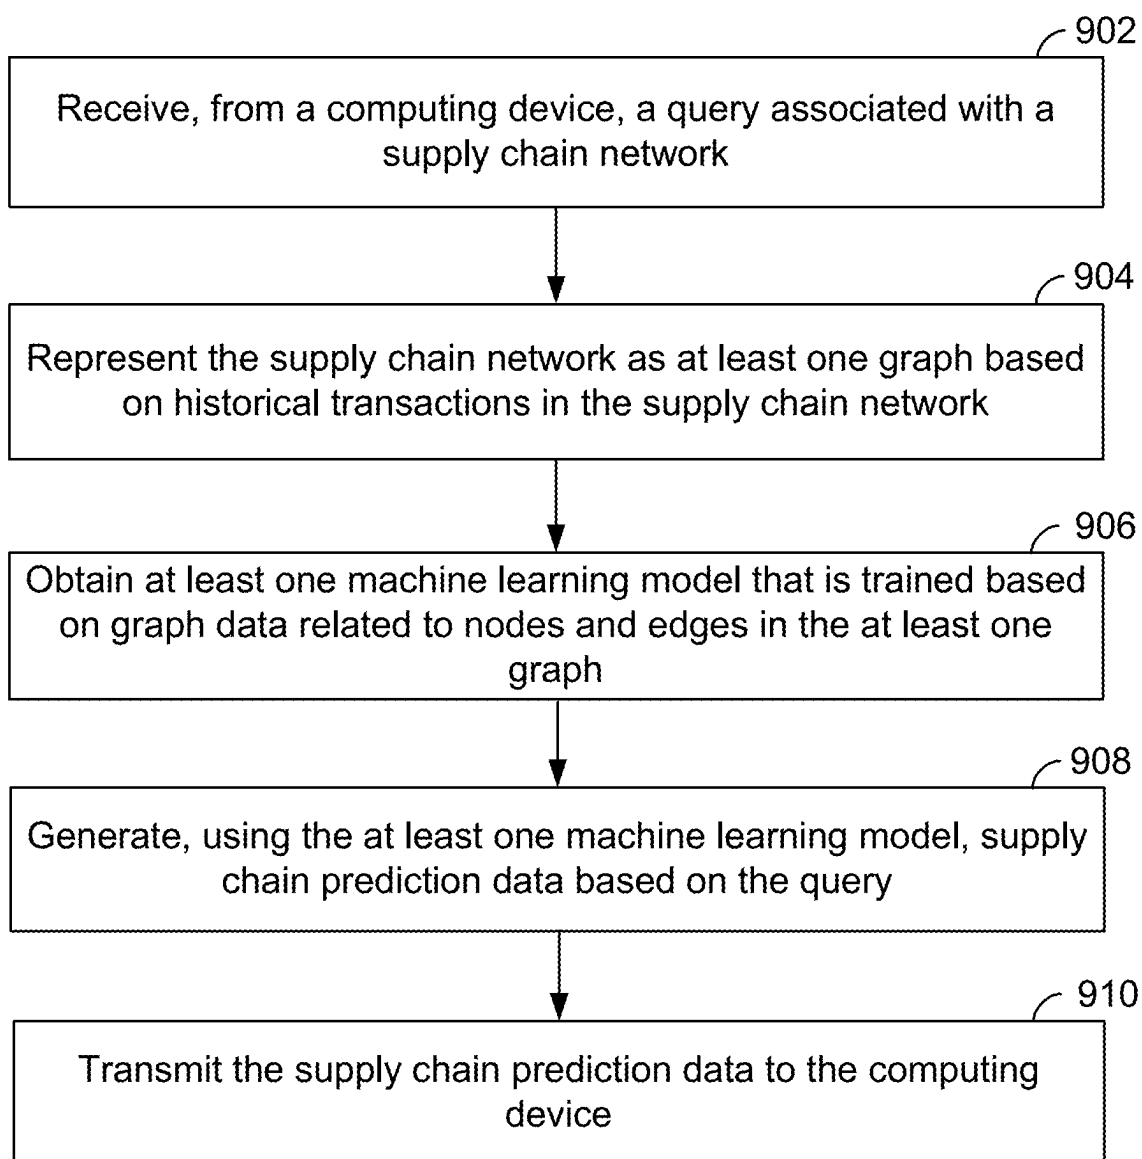 902
Receive, from a computing device, a query associated with a
supply chain network
904
Represent the supply chain network as at least one graph based
on historical transactions in the supply chain network
906
Obtain at least one machine learning model that is trained based
on graph data related to nodes and edges in the at least one
graph
908
Generate, using the at least one machine learning model, supply
chain prediction data based on the query
910
Transmit the supply chain prediction data to the computing
device